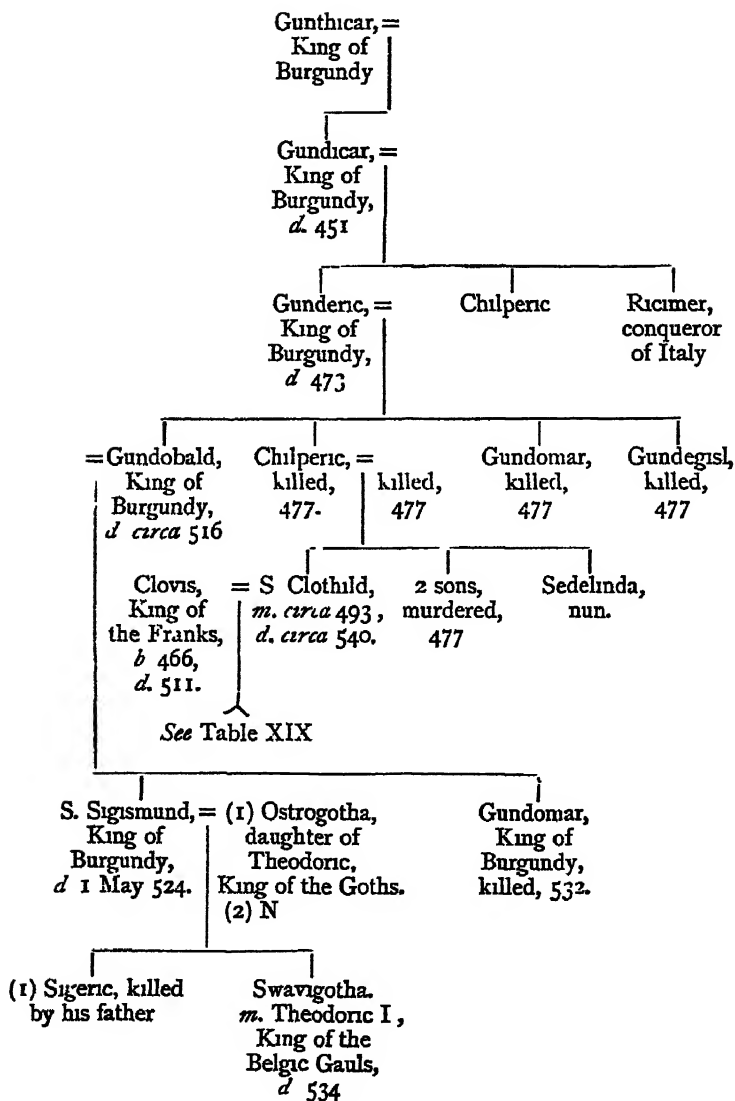 Gunthicar, =
King of
Burgundy
Gundicar, =
King of
Burgundy,
d. 451
Gunderic, =
King of
Burgundy,
d 473
Chilperic
Ricimer,
conqueror
of Italy
= Gundobald,
King of
Burgundy,
d circa 516
Chilperic, =
killed,
477.
killed,
477
Gundomar,
killed,
477
Gundegisl,
killed,
477
Clovis,
King of
the Franks,
b 466,
d. 511.
= S Clothild,
m. circa 493,
d. circa 540.
2 sons,
murdered,
477
Sedelinda,
nun.
See Table XIX
S. Sigismund, =
King of
Burgundy,
d 1 May 524.
(1) Ostrogotha,
daughter of
Theodoric,
King of the Goths.
(2) N
Gundomar,
King of
Burgundy,
killed, 532.
(1) Sigeric, killed
by his father
Swavigotha.
m. Theodoric I,
King of the
Belgic Gauls,
d 534